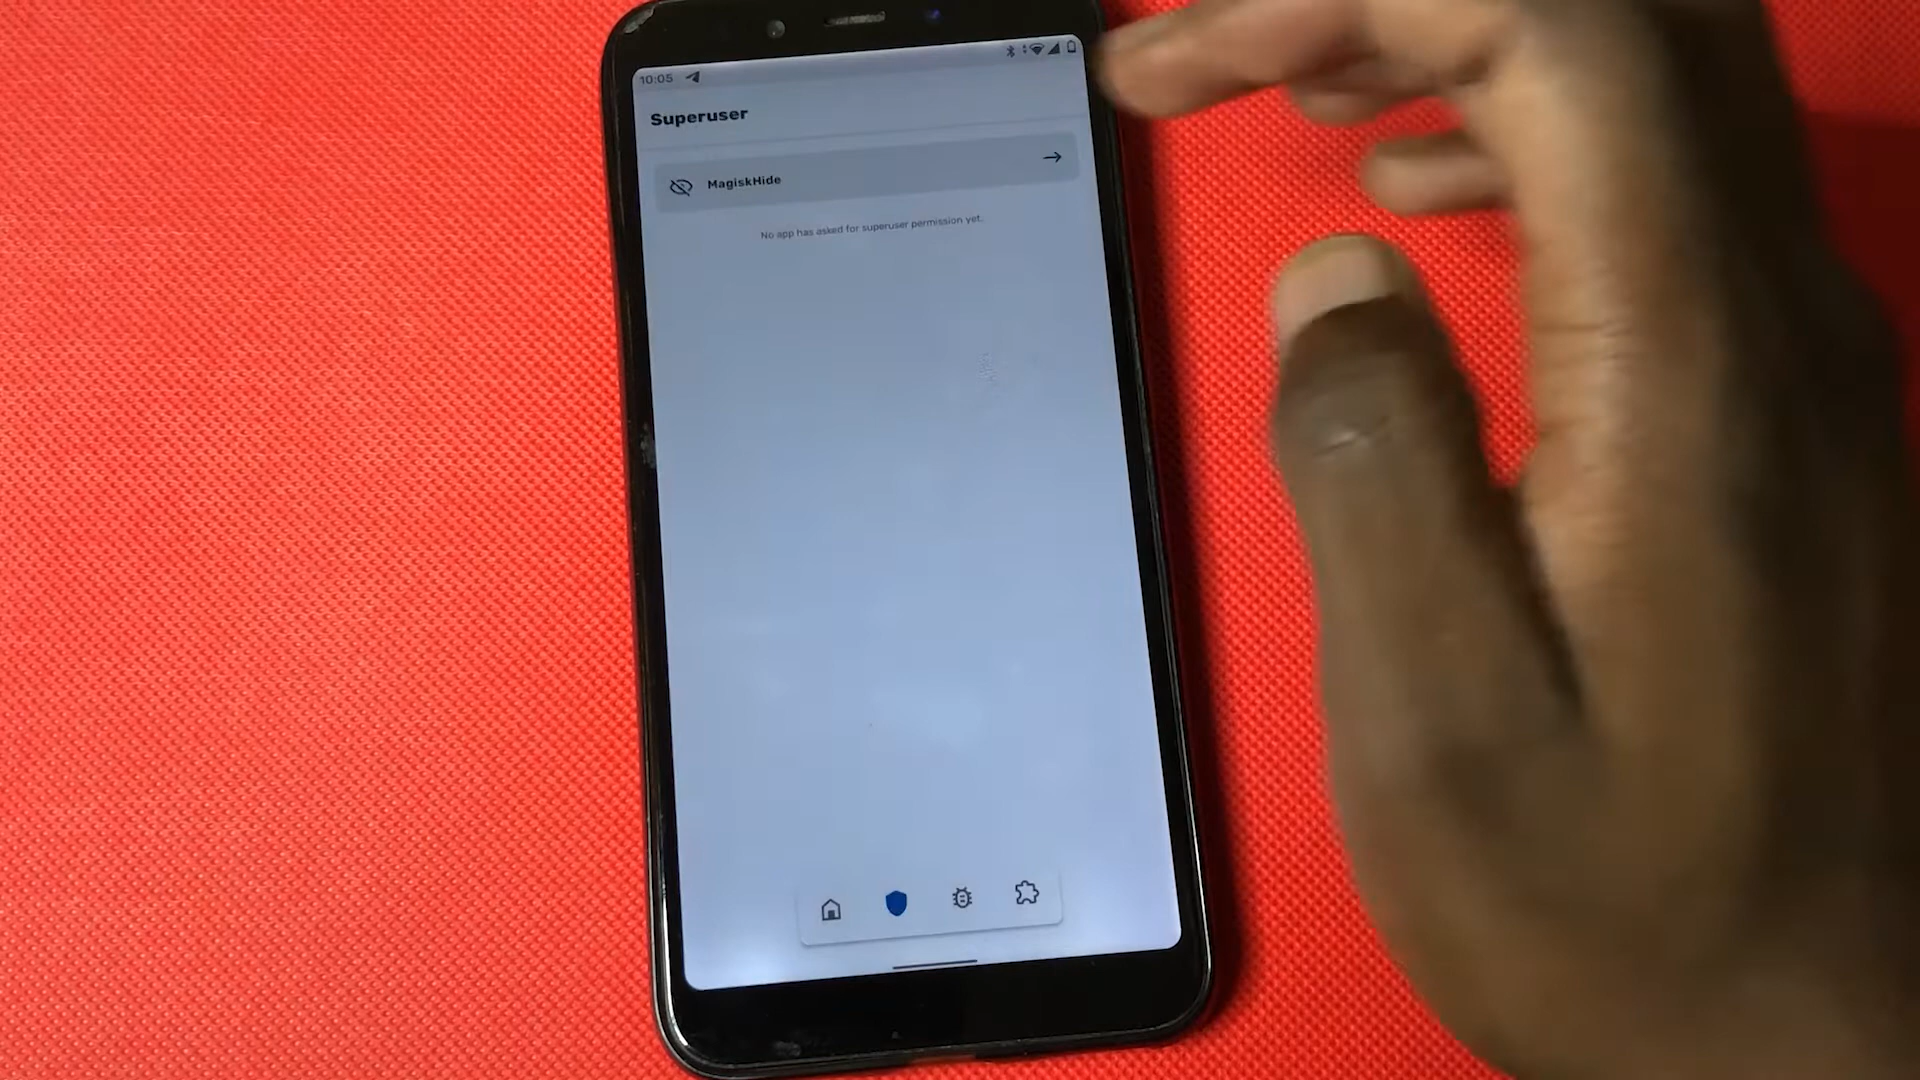 10:05
Superuser
MagiskHide
No app has asked for superuser permission yet.